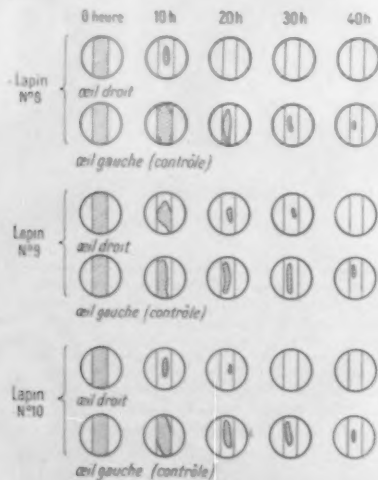 0 heure 10h 20h 30h 40h
Lapin
N°8
œil droit
œil gauche (contrôle)
Lapin
N°9
œil droit
œil gauche (contrôle)
Lapin
N°10
œil droit
œil gauche (contrôle)